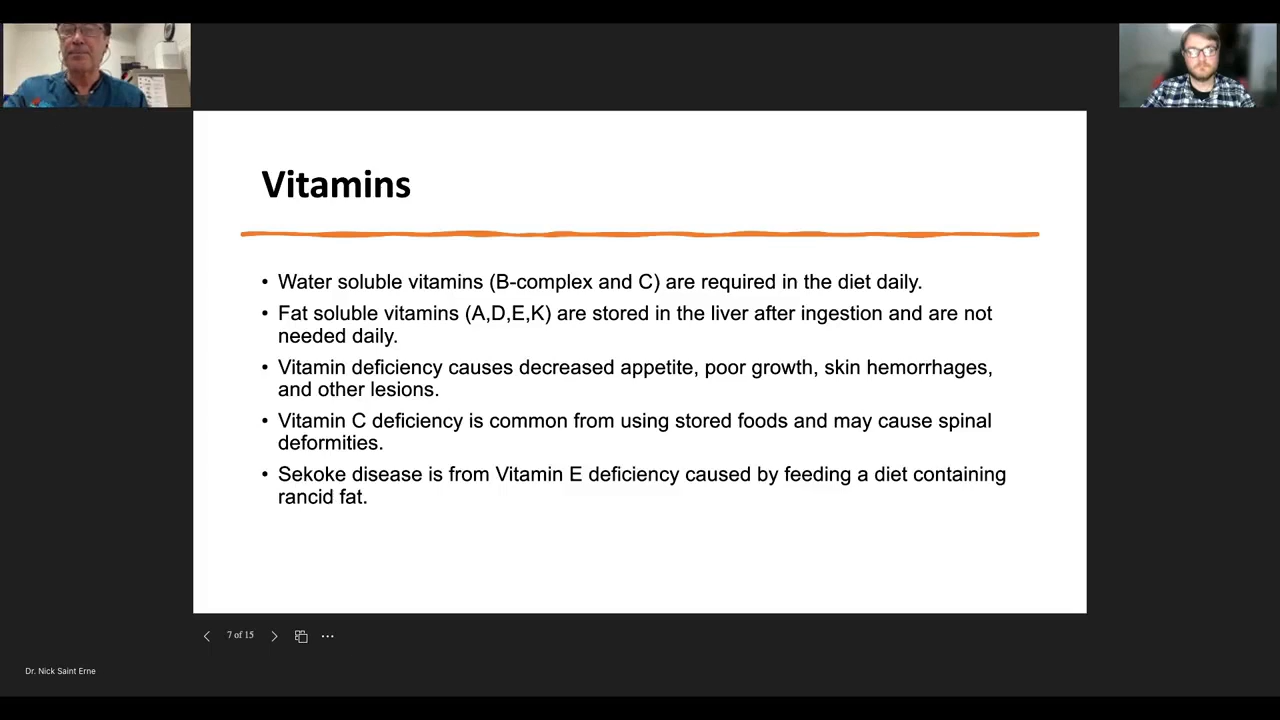 Vitamins
• Water soluble vitamins (B-complex and C) are required in the diet daily.
• Fat soluble vitamins (A,D,E,K) are stored in the liver after ingestion and are not
needed daily.
• Vitamin deficiency causes decreased appetite, poor growth, skin hemorrhages,
and other lesions.
• Vitamin C deficiency is common from using stored foods and may cause spinal
deformities.
• Sekoke disease is from Vitamin E deficiency caused by feeding a diet containing
rancid fat.
7 of 15
Dr. Nick Saint Erne